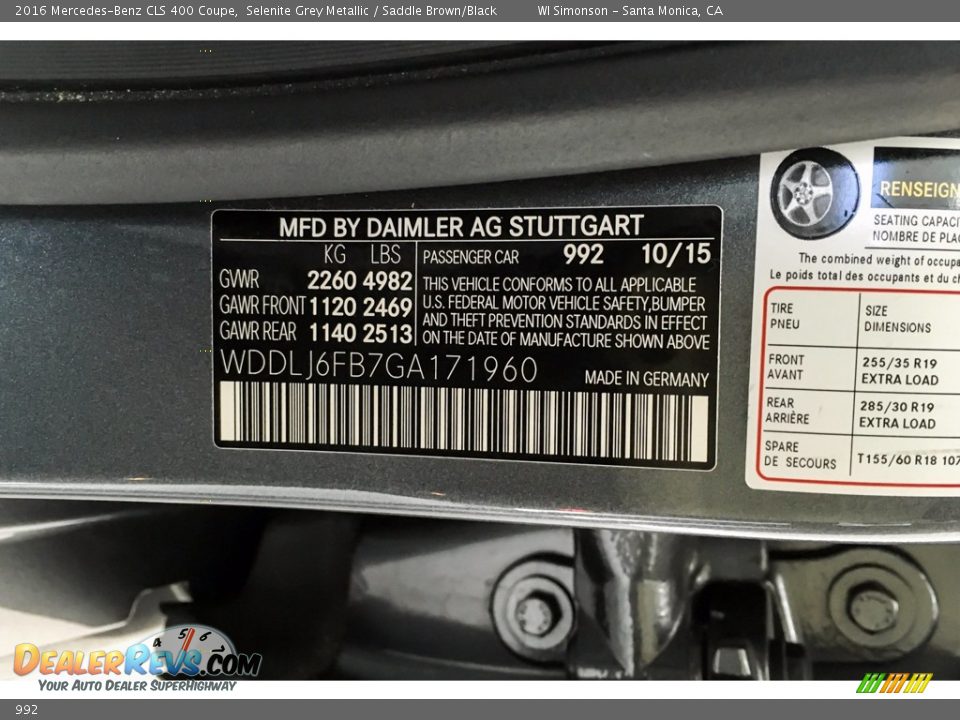 2016 Mercedes-Benz CLS 400 Coupe,  Selenite Grey Metallic / Saddle Brown/Black          WI Simonson - Santa Monica, CA
MFD BY DAIMLER AG STUTTGART
KG LBS
GVWR 2260 4982
GAWR FRONT 1120 2469
GAWR REAR 1140 2513
PASSENGER CAR 992 10/15
THIS VEHICLE CONFORMS TO ALL APPLICABLE
U.S. FEDERAL MOTOR VEHICLE SAFETY,BUMPER
AND THEFT PREVENTION STANDARDS IN EFFECT
ON THE DATE OF MANUFACTURE SHOWN ABOVE
WDDLJ6FB7GA171960
MADE IN GERMANY
RENSEIGN
SEATING CAPACI
NOMBRE DE PLA
The combined weight of occupa
Le poids total des occupants et du ch
TIRE SIZE
PNEU DIMENSIONS
FRONT 255/35 R19
AVANT EXTRA LOAD
REAR 285/30 R19
ARRIÈRE EXTRA LOAD
SPARE
DE SECOURS T155/60 R18 107
4 5 6
DEALERREVS.COM
YOUR AUTO DEALER SUPERHIGHWAY
992